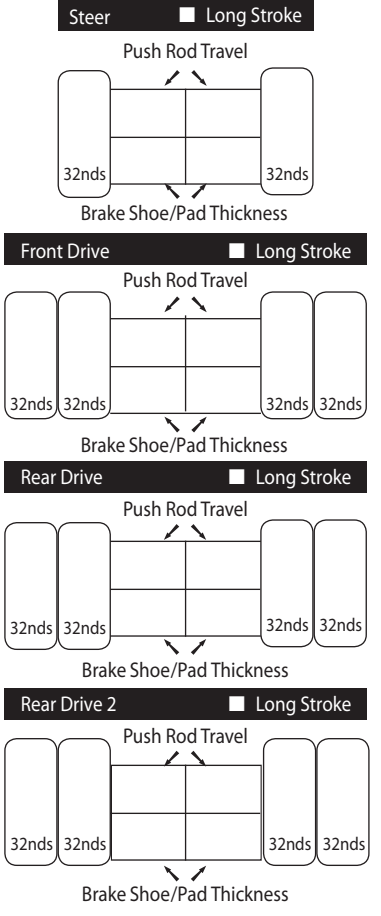 Steer Long Stroke
Push Rod Travel
32nds 32nds
Brake Shoe/Pad Thickness
Front Drive Long Stroke
Push Rod Travel
32nds 32nds 32nds 32nds
Brake Shoe/Pad Thickness
Rear Drive Long Stroke
Push Rod Travel
32nds 32nds 32nds 32nds
Brake Shoe/Pad Thickness
Rear Drive 2 Long Stroke
Push Rod Travel
32nds 32nds 32nds 32nds
Brake Shoe/Pad Thickness